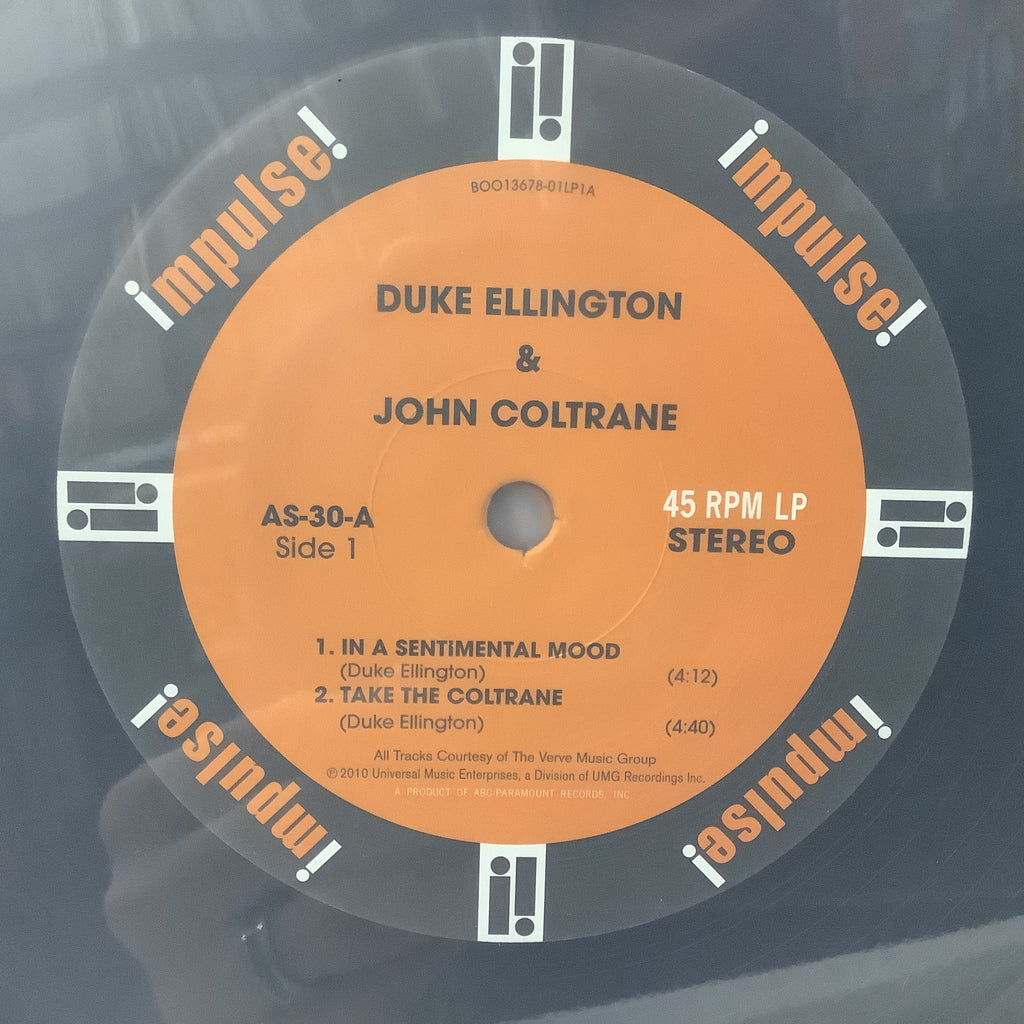 impulse!
impulse!
BOO13678-01LP1A
DUKE ELLINGTON
&
JOHN COLTRANE
AS-30-A
Side 1
45 RPM LP
STEREO
1. IN A SENTIMENTAL MOOD
(Duke Ellington) (4:12)
2. TAKE THE COLTRANE
(Duke Ellington) (4:40)
All Tracks Courtesy of The Verve Music Group
℗ 2010 Universal Music Enterprises, a Division of UMG Recordings Inc.
A PRODUCT OF ABC-PARAMOUNT RECORDS, INC.
impulse!
impulse!